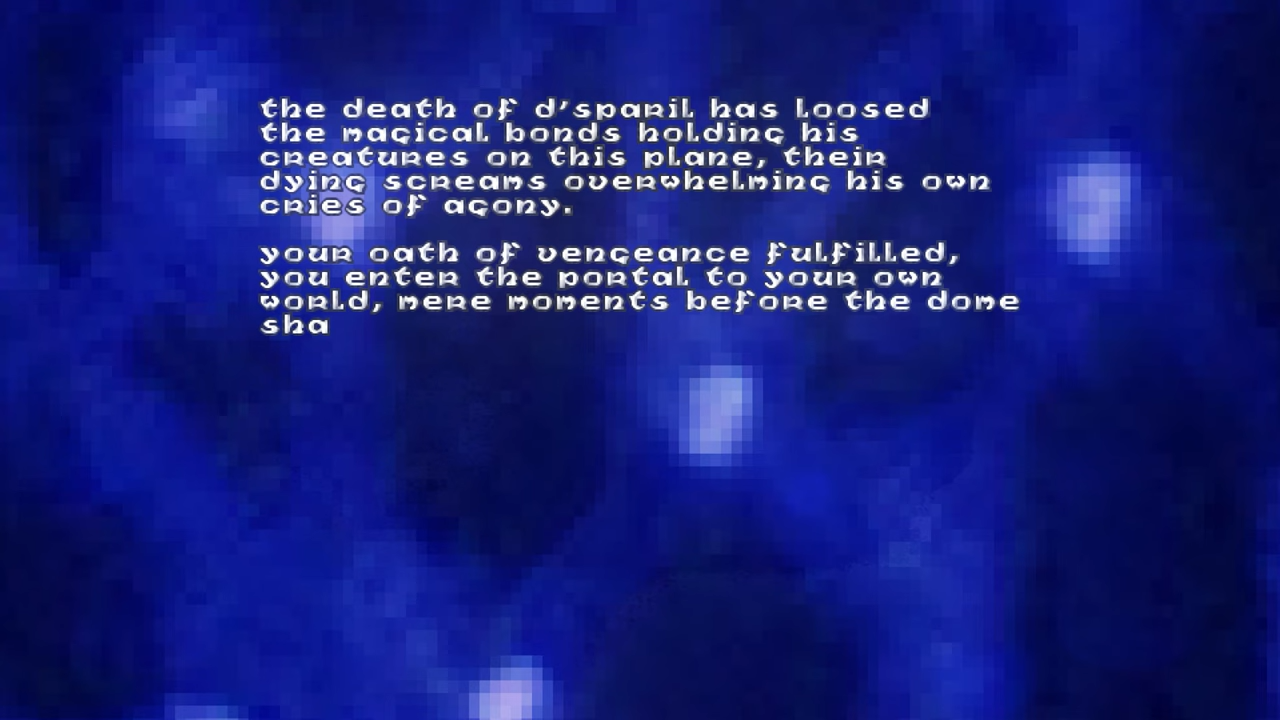 the death of d'sparil has loosed
the magical bonds holding his
creatures on this plane, their
dying screams overwhelming his own
cries of agony.
your oath of vengeance fulfilled,
you enter the portal to your own
world, mere moments before the dome
sha